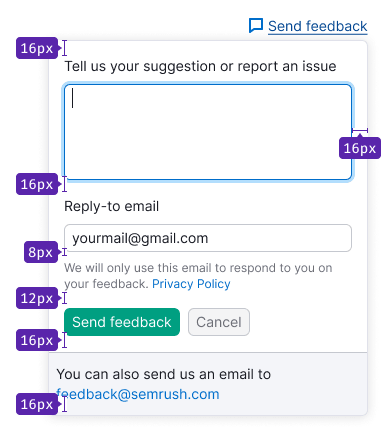 Send feedback
16px
Tell us your suggestion or report an issue
16px
16px
Reply-to email
yourmail@gmail.com
8px
We will only use this email to respond to you on
your feedback. Privacy Policy
12px
Send feedback Cancel
16px
You can also send us an email to
feedback@semrush.com
16px